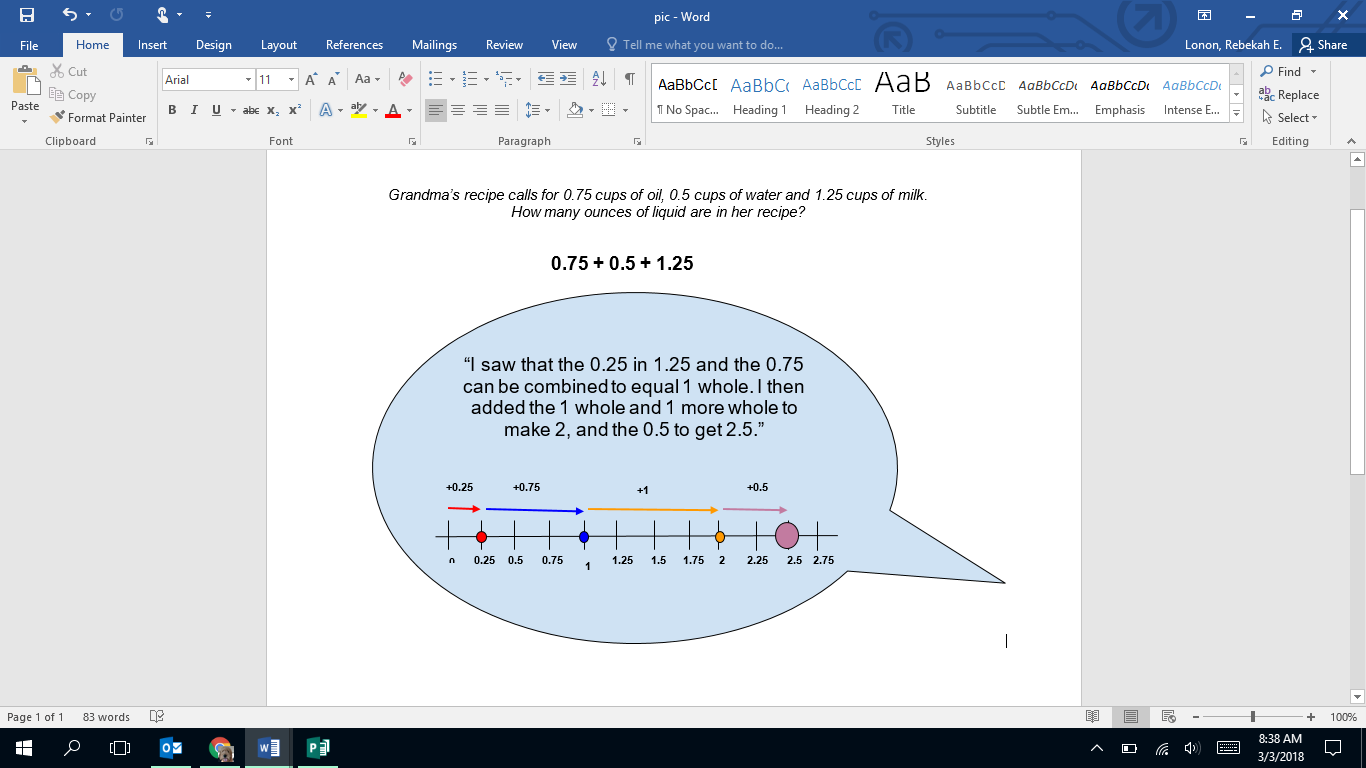 pic - Word
Lonon, Rebekah E.
Share
File Home Insert Design Layout References Mailings Review View Tell me what you want to do...
Paste
Cut
Copy
Format Painter
Clipboard
Arial 11
Aa
B I U abc x₂ x²
A
Font
Paragraph
AaBbCcD AaBbCc AaBbCcD AaB AaBbCcD AaBbCcDc AaBbCcDc AaBbCcDc
¶ No Spac... Heading 1 Heading 2 Title Subtitle Subtle Em... Emphasis Intense E...
Styles
Find
Replace
Select
Editing
Grandma's recipe calls for 0.75 cups of oil, 0.5 cups of water and 1.25 cups of milk.
How many ounces of liquid are in her recipe?
0.75 + 0.5 + 1.25
“I saw that the 0.25 in 1.25 and the 0.75
can be combined to equal 1 whole. I then
added the 1 whole and 1 more whole to
make 2, and the 0.5 to get 2.5.”
+0.25 +0.75 +1 +0.5
0 0.25 0.5 0.75 1 1.25 1.5 1.75 2 2.25 2.5 2.75
Page 1 of 1 83 words
100%
8:38 AM
3/3/2018